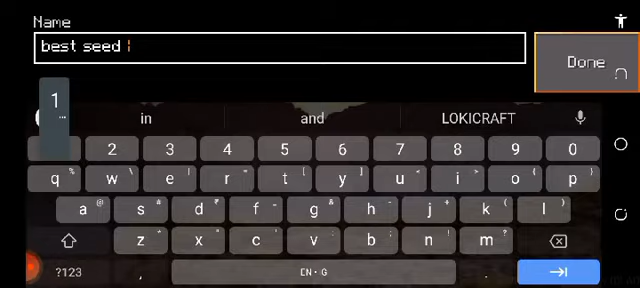 Name
best seed
Done
1
in and LOKICRAFT
2 3 4 5 6 7 8 9 0
q w e r t y u i o p
a s d f g h j k l
z x c v b n m
?123 , EN • G .